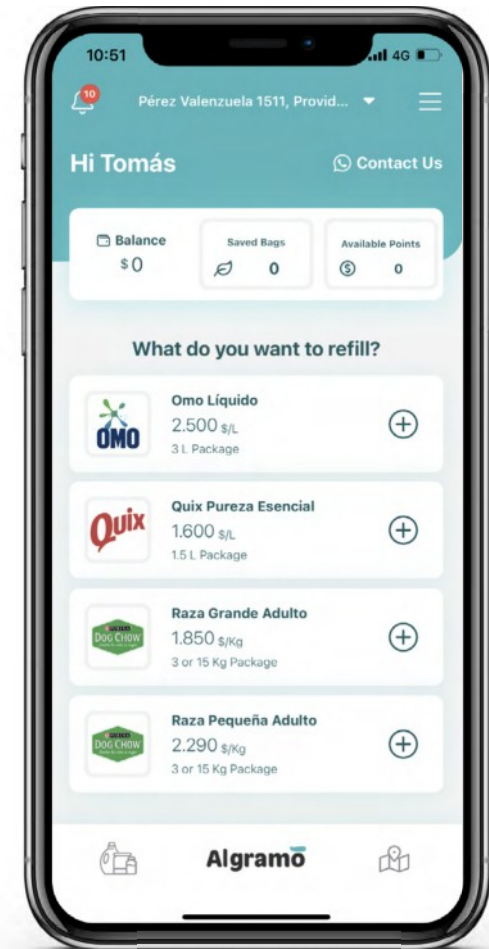 10:51
4G
10
Pérez Valenzuela 1511, Provid...
Hi Tomás
Contact Us
Balance
$0
Saved Bags
0
Available Points
0
What do you want to refill?
OMO
Omo Líquido
2.500 $/L
3 L Package
Quix
Quix Pureza Esencial
1.600 $/L
1.5 L Package
DOG CHOW
Raza Grande Adulto
1.850 $/Kg
3 or 15 Kg Package
DOG CHOW
Raza Pequeña Adulto
2.290 $/Kg
3 or 15 Kg Package
Algramo